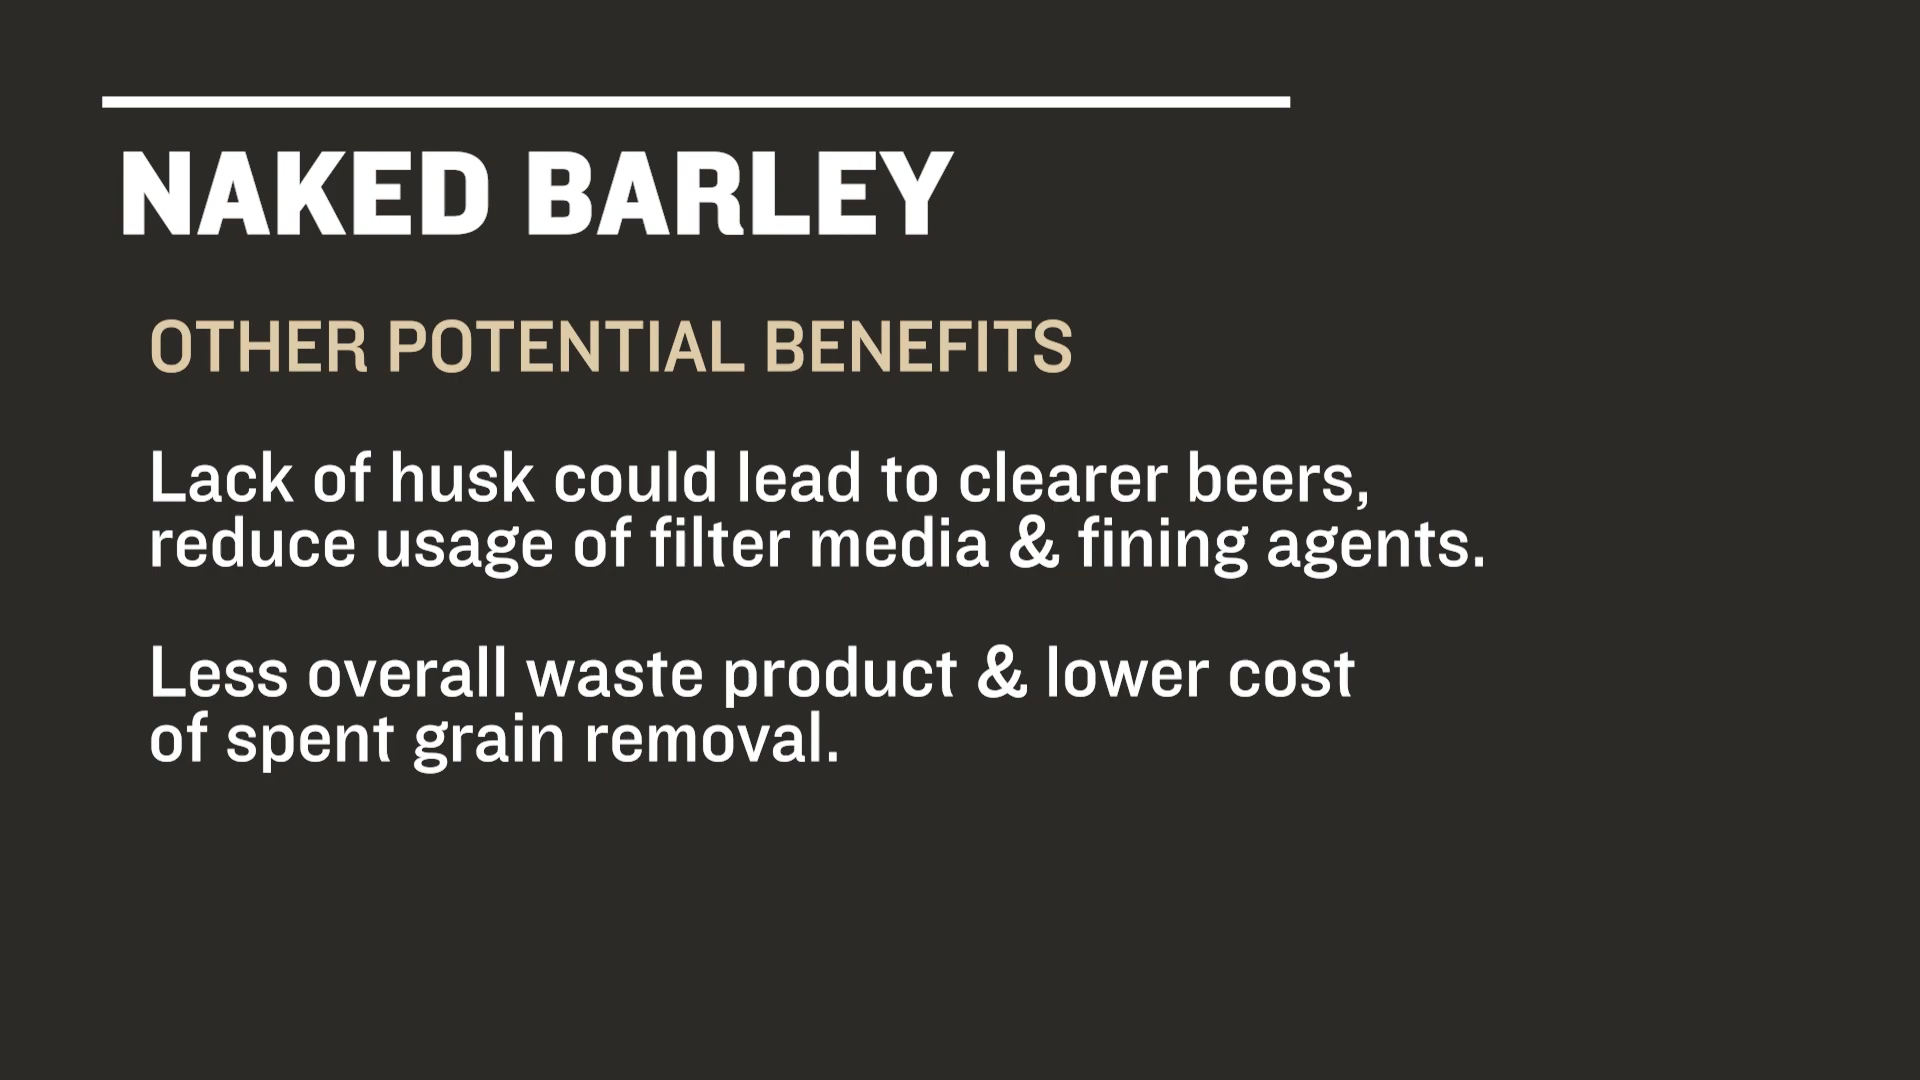 NAKED BARLEY
OTHER POTENTIAL BENEFITS
Lack of husk could lead to clearer beers,
reduce usage of filter media & fining agents.
Less overall waste product & lower cost
of spent grain removal.